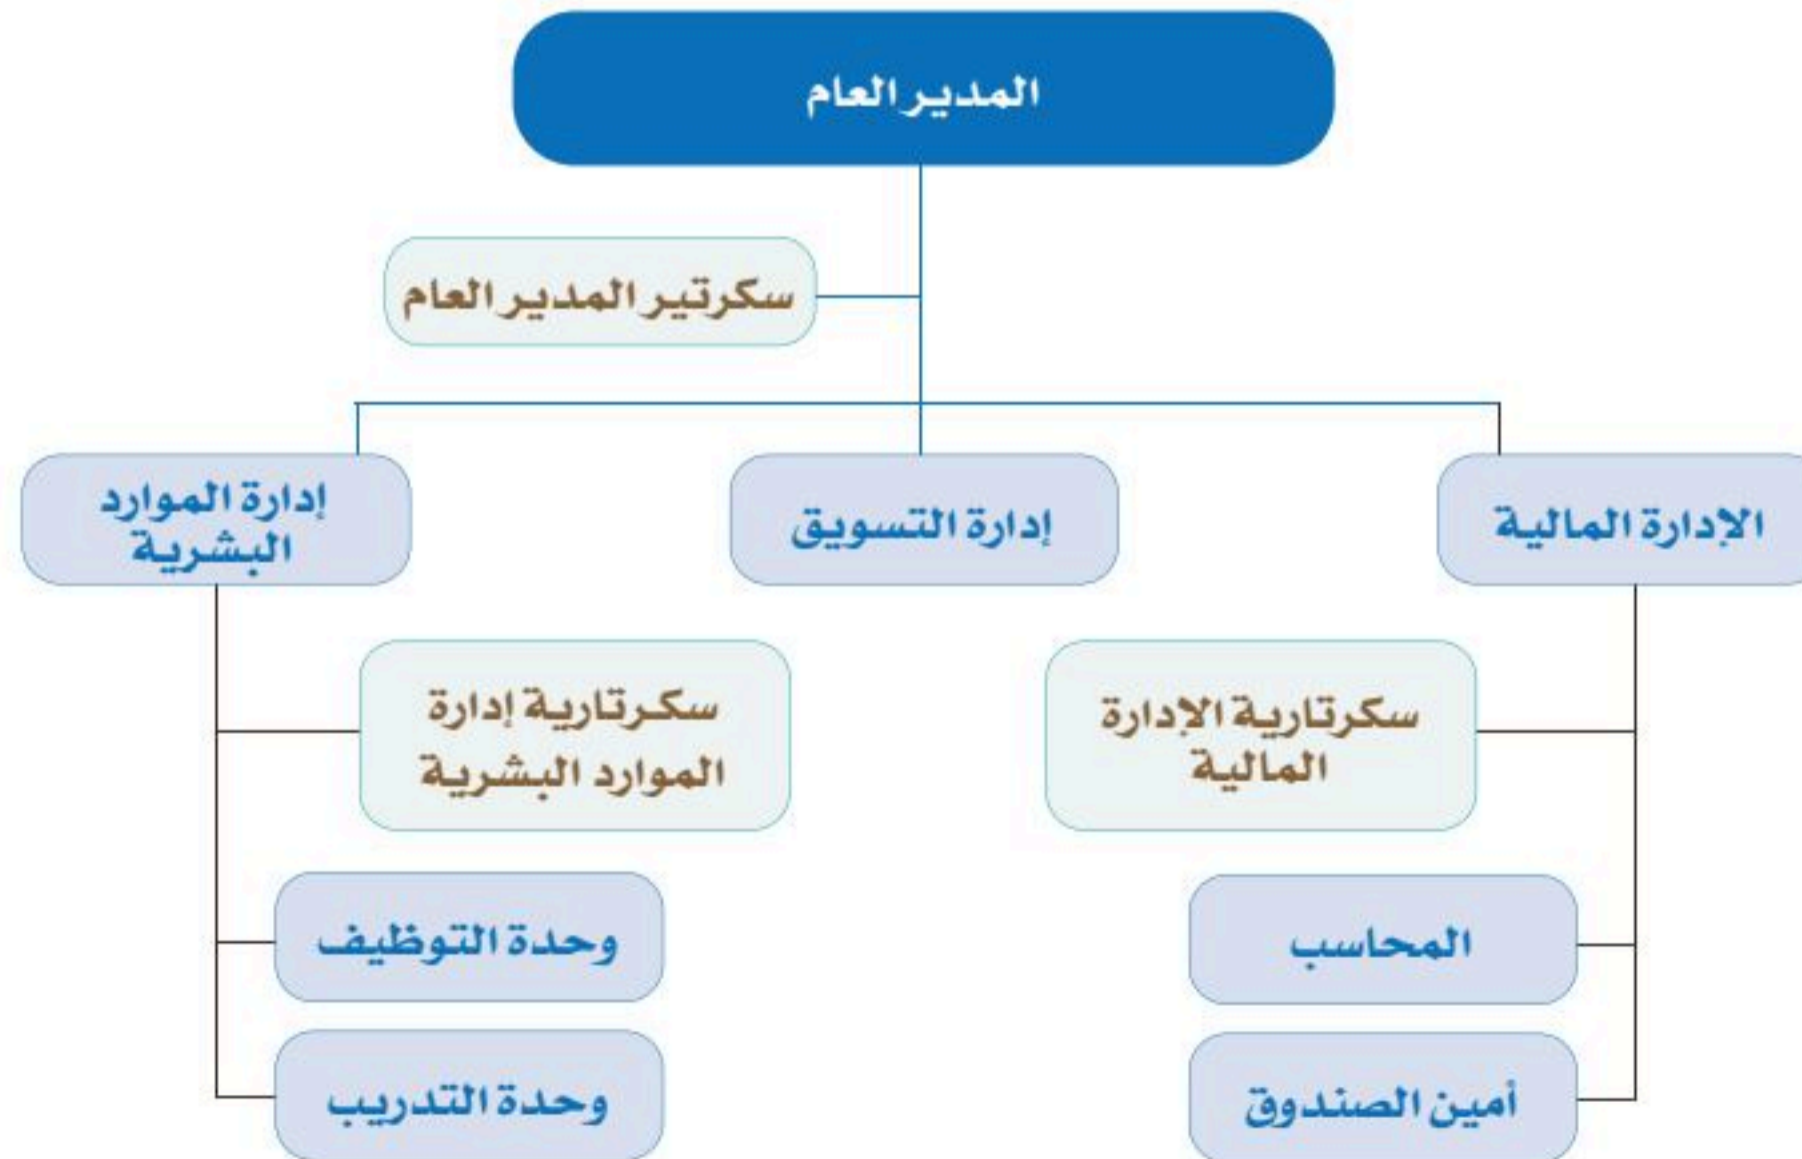 المدير العام
سكرتير المدير العام
الإدارة المالية
إدارة التسويق
إدارة الموارد
البشرية
سكرتارية الإدارة
المالية
سكرتارية إدارة
الموارد البشرية
المحاسب
وحدة التوظيف
أمين الصندوق
وحدة التدريب